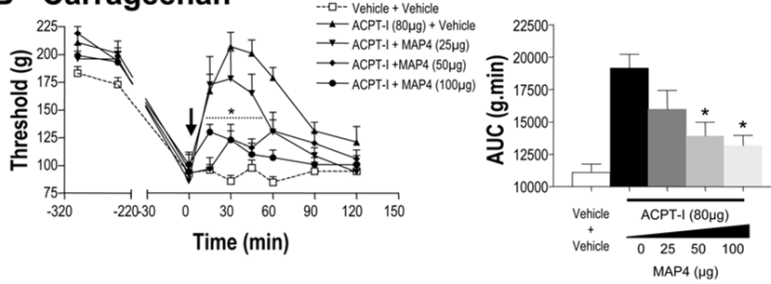 B Carrageenan
Vehicle + Vehicle
ACPT-I (80µg) + Vehicle
ACPT-I + MAP4 (25µg)
ACPT-I +MAP4 (50µg)
ACPT-I + MAP4 (100µg)
Threshold (g)
225
200
175
150
125
100
75
*
-320
-220
-30
0
30
60
90
120
150
Time (min)
AUC (g.min)
22500
20000
17500
15000
12500
10000
* *
Vehicle
+
Vehicle
ACPT-I (80µg)
0 25 50 100
MAP4 (µg)